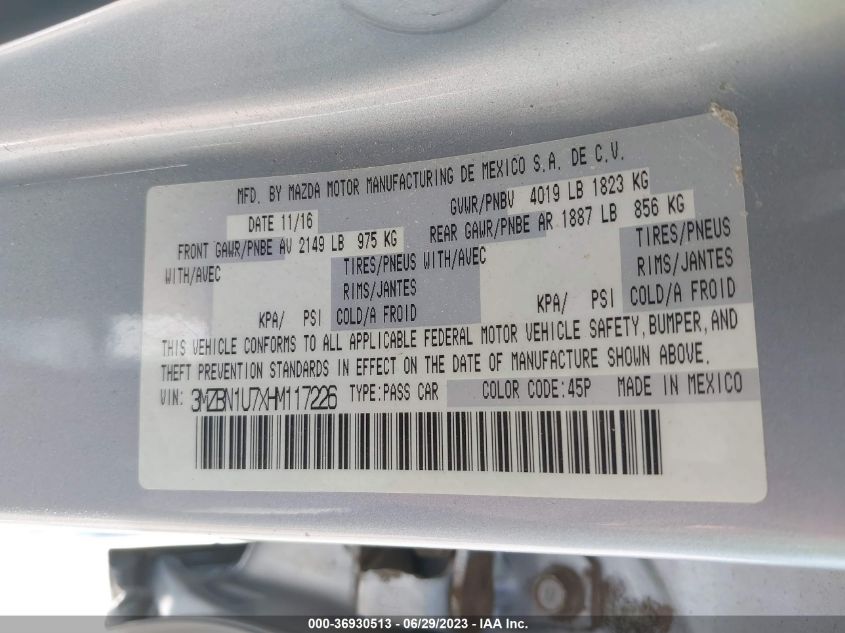 MFD. BY MAZDA MOTOR MANUFACTURING DE MEXICO S.A. DE C.V.
DATE 11/16 GVWR/PNBV 4019 LB 1823 KG
FRONT GAWR/PNBE AV 2149 LB 975 KG REAR GAWR/PNBE AR 1887 LB 856 KG
WITH/AVEC TIRES/PNEUS WITH/AVEC TIRES/PNEUS
RIMS/JANTES RIMS/JANTES
KPA/ PSI COLD/A FROID KPA/ PSI COLD/A FROID
THIS VEHICLE CONFORMS TO ALL APPLICABLE FEDERAL MOTOR VEHICLE SAFETY, BUMPER, AND
THEFT PREVENTION STANDARDS IN EFFECT ON THE DATE OF MANUFACTURE SHOWN ABOVE.
VIN: 3MZBN1U7XHM117226 TYPE:PASS CAR COLOR CODE:45P MADE IN MEXICO
000-36930513 - 06/29/2023 - IAA Inc.